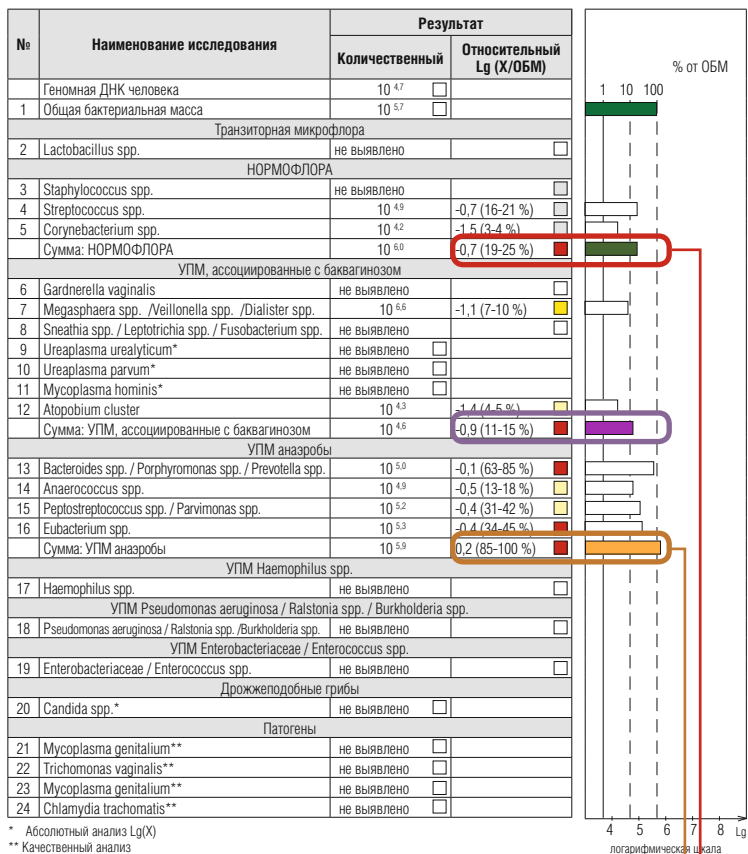 № Наименование исследования Результат
Количественный Относительный Lg (X/ОБМ)
% от ОБМ
1 10 100
Геномная ДНК человека 10 4,7
1 Общая бактериальная масса 10 5,7
Транзиторная микрофлора
2 Lactobacillus spp. не выявлено
НОРМОФЛОРА
3 Staphylococcus spp. не выявлено
4 Streptococcus spp. 10 4,9 -0,7 (16-21 %)
5 Corynebacterium spp. 10 4,2 -1,5 (3-4 %)
Сумма: НОРМОФЛОРА 10 6,0 -0,7 (19-25 %)
УПМ, ассоциированные с баквагинозом
6 Gardnerella vaginalis не выявлено
7 Megasphaera spp. /Veillonella spp. /Dialister spp. 10 6,6 -1,1 (7-10 %)
8 Sneathia spp. / Leptotrichia spp. / Fusobacterium spp. не выявлено
9 Ureaplasma urealyticum* не выявлено
10 Ureaplasma parvum* не выявлено
11 Mycoplasma hominis* не выявлено
12 Atopobium cluster 10 4,3 -1,4 (4-5 %)
Сумма: УПМ, ассоциированные с баквагинозом 10 4,6 -0,9 (11-15 %)
УПМ анаэробы
13 Bacteroides spp. / Porphyromonas spp. / Prevotella spp. 10 5,0 -0,1 (63-85 %)
14 Anaerococcus spp. 10 4,9 -0,5 (13-18 %)
15 Peptostreptococcus spp. / Parvimonas spp. 10 5,2 -0,4 (31-42 %)
16 Eubacterium spp. 10 5,3 -0,4 (34-45 %)
Сумма: УПМ анаэробы 10 5,9 0,2 (85-100 %)
УПМ Haemophilus spp.
17 Haemophilus spp. не выявлено
УПМ Pseudomonas aeruginosa / Ralstonia spp. / Burkholderia spp.
18 Pseudomonas aeruginosa / Ralstonia spp. /Burkholderia spp. не выявлено
УПМ Enterobacteriaceae / Enterococcus spp.
19 Enterobacteriaceae / Enterococcus spp. не выявлено
Дрожжеподобные грибы
20 Candida spp.* не выявлено
Патогены
21 Mycoplasma genitalium** не выявлено
22 Trichomonas vaginalis** не выявлено
23 Mycoplasma genitalium** не выявлено
24 Chlamydia trachomatis** не выявлено
4 5 6 7 8 Lg
логарифмическая шкала
* Абсолютный анализ Lg(X)
** Качественный анализ